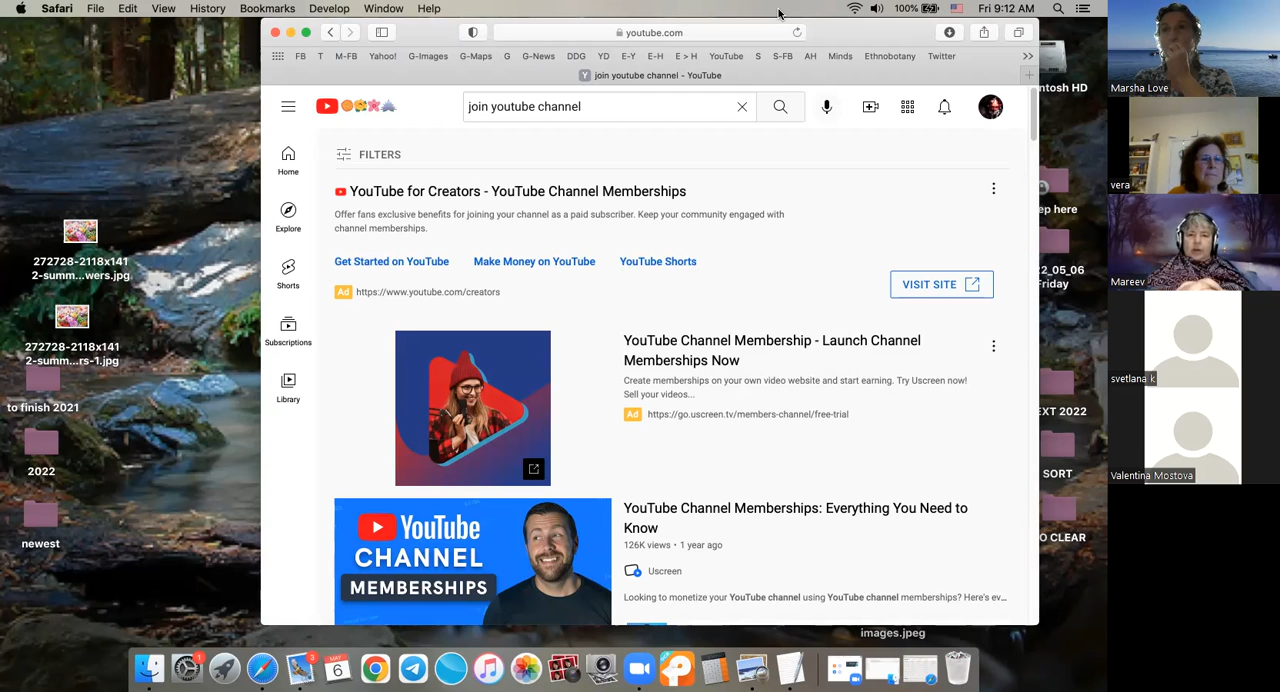 Safari File Edit View History Bookmarks Develop Window Help
100% Fri 9:12 AM
youtube.com
FB T M-FB Yahoo! G-Images G-Maps G G-News DDG YD E-Y E-H E > H YouTube S S-FB AH Minds Ethnobotany Twitter
join youtube channel - YouTube
join youtube channel
FILTERS
Home
Explore
Shorts
Subscriptions
Library
YouTube for Creators - YouTube Channel Memberships
Offer fans exclusive benefits for joining your channel as a paid subscriber. Keep your community engaged with
channel memberships.
Get Started on YouTube Make Money on YouTube YouTube Shorts
VISIT SITE
Ad https://www.youtube.com/creators
YouTube Channel Membership - Launch Channel
Memberships Now
Create memberships on your own video website and start earning. Try Uscreen now!
Sell your videos...
Ad https://go.uscreen.tv/members-channel/free-trial
YouTube
CHANNEL
MEMBERSHIPS
YouTube Channel Memberships: Everything You Need to
Know
126K views • 1 year ago
Uscreen
Looking to monetize your YouTube channel using YouTube channel memberships? Here's ev...
272728-2118x141
2-summ...wers.jpg
272728-2118x141
2-summ...rs-1.jpg
to finish 2021
2022
newest
ntosh HD
ep here
2_05_06
Friday
EXT 2022
SORT
O CLEAR
images.jpeg
Marsha Love
vera
Mareev
svetlana k
Valentina Mostova
1
3
MAY
6